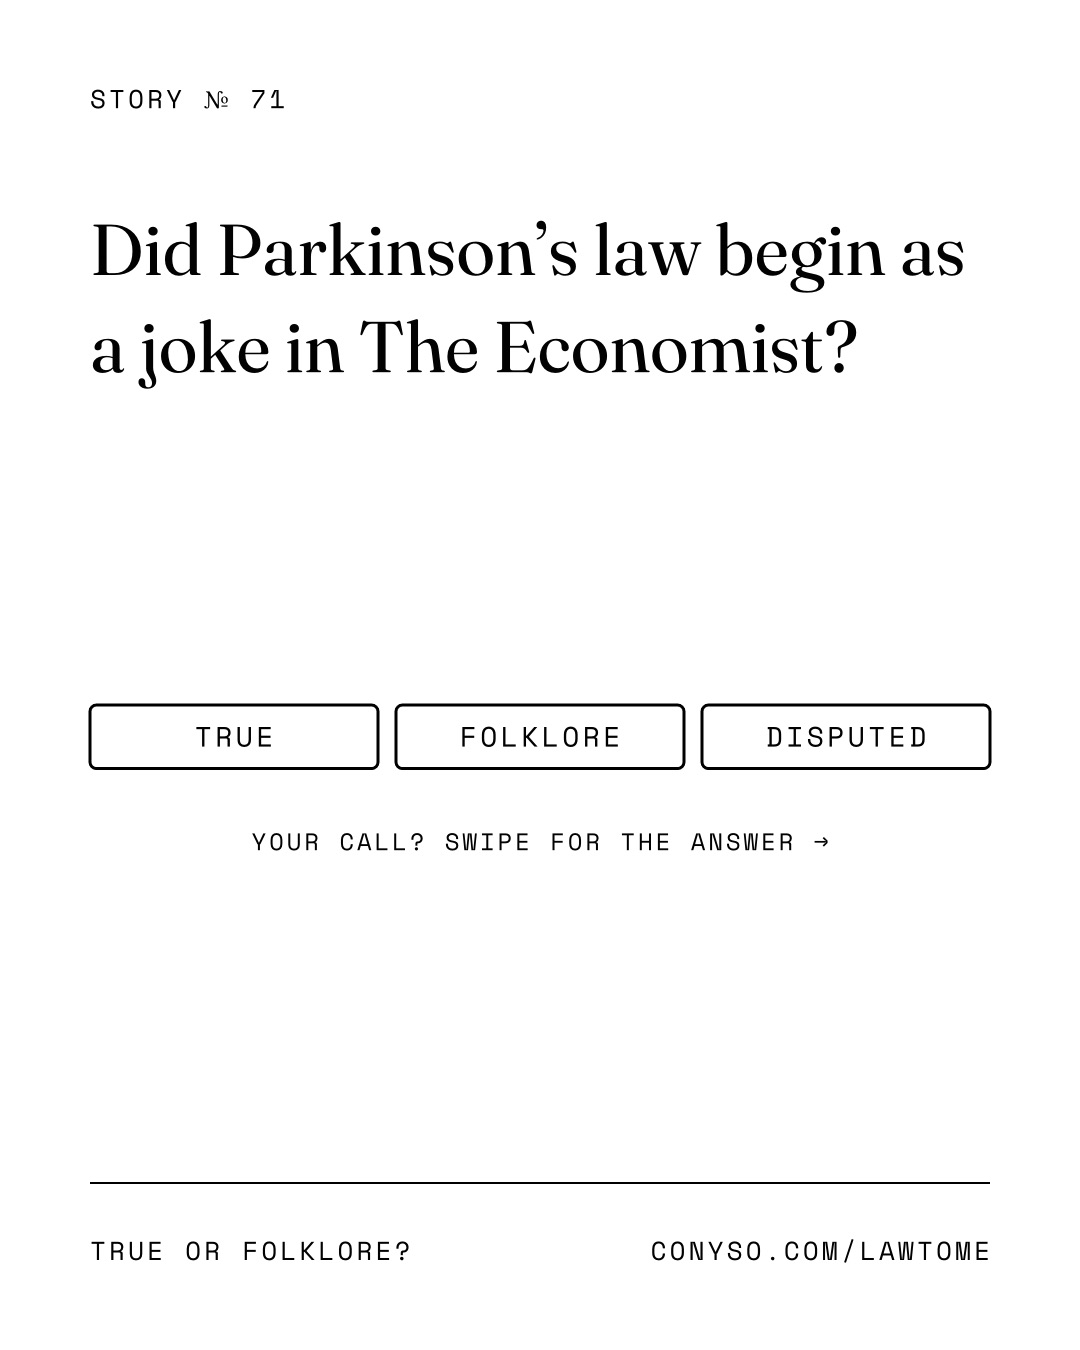 STORY № 71
Did Parkinson’s law begin as
a joke in The Economist?
TRUE
FOLKLORE
DISPUTED
YOUR CALL? SWIPE FOR THE ANSWER →
TRUE OR FOLKLORE?
CONYSO.COM/LAWTOME